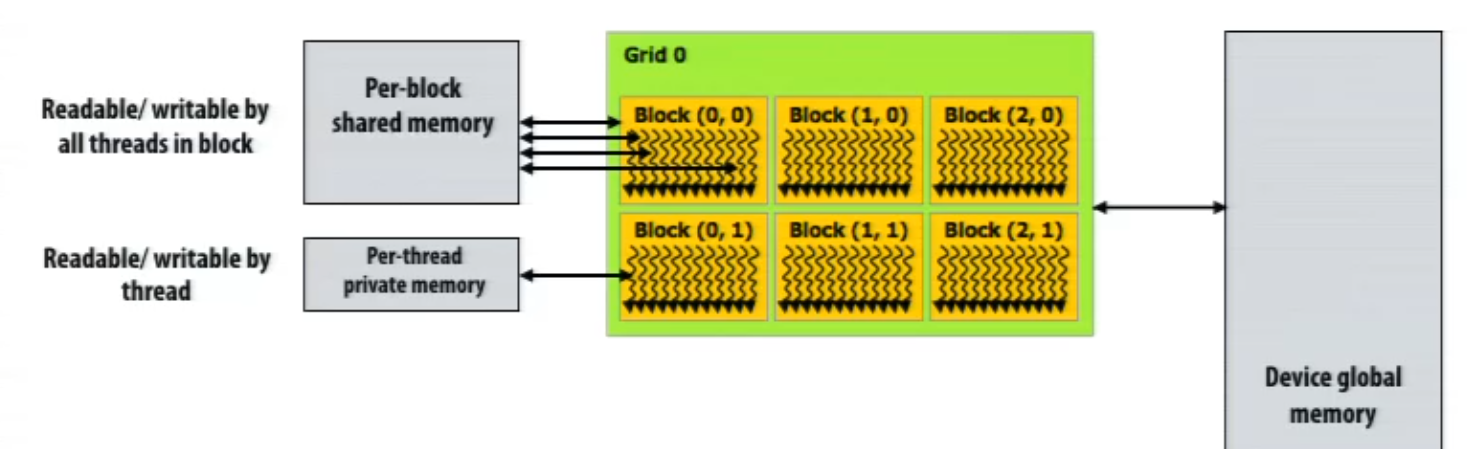 Readable/ writable by
all threads in block
Per-block
shared memory
Grid 0
Block (0, 0)
Block (1, 0)
Block (2, 0)
Readable/ writable by
thread
Per-thread
private memory
Block (0, 1)
Block (1, 1)
Block (2, 1)
Device global
memory